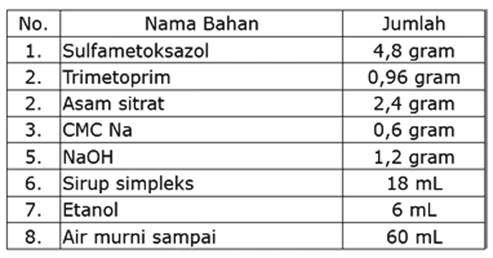 No. Nama Bahan Jumlah
1. Sulfametoksazol 4,8 gram
2. Trimetoprim 0,96 gram
2. Asam sitrat 2,4 gram
3. CMC Na 0,6 gram
5. NaOH 1,2 gram
6. Sirup simpleks 18 mL
7. Etanol 6 mL
8. Air murni sampai 60 mL